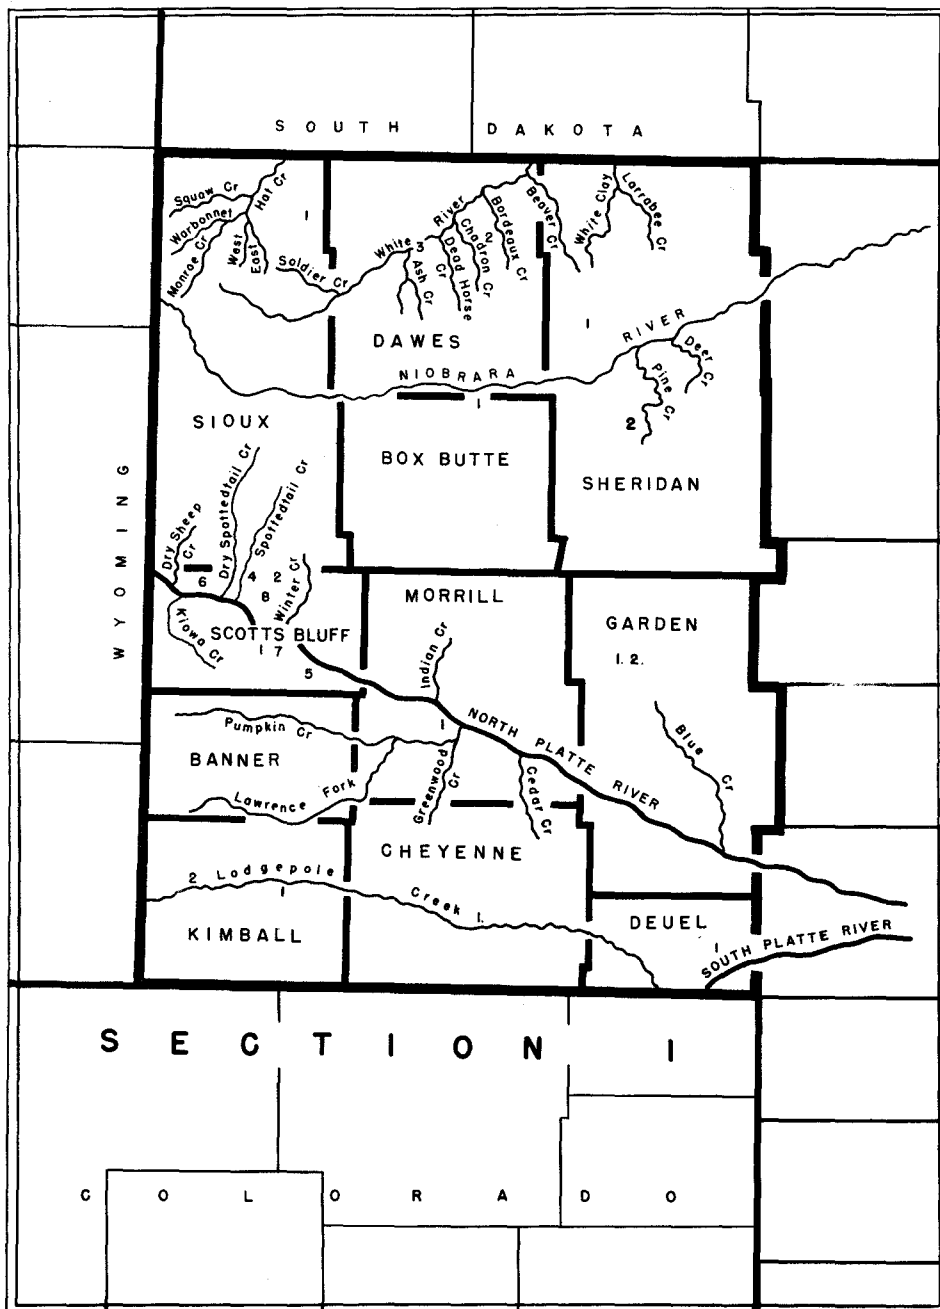 SOUTH DAKOTA
Squaw Cr
Hat Cr
Warbonnet
Monroe Cr
West
East
1
Soldier Cr
White River
3
Ash Cr
Dead Horse Cr
Chadron Cr
2
Bordeaux Cr
Beaver Cr
White Clay
Larrabee Cr
DAWES
1
NIOBRARA RIVER
1
Pine Cr
Deer Cr
2
SIOUX
BOX BUTTE
SHERIDAN
WYOMING
Dry Sheep Cr
Dry Spottedtail Cr
Spottedtail Cr
6
4 2
8
Winter Cr
Kiowa Cr
SCOTTS BLUFF
1 7
5
MORRILL
Indian Cr
1
GARDEN
1. 2.
NORTH PLATTE RIVER
Blue Cr
Pumpkin Cr
BANNER
Lawrence Fork
Greenwood Cr
Cedar Cr
CHEYENNE
2 Lodgepole Creek 1.
1
KIMBALL
DEUEL
1
SOUTH PLATTE RIVER
SECTION 1
COLORADO